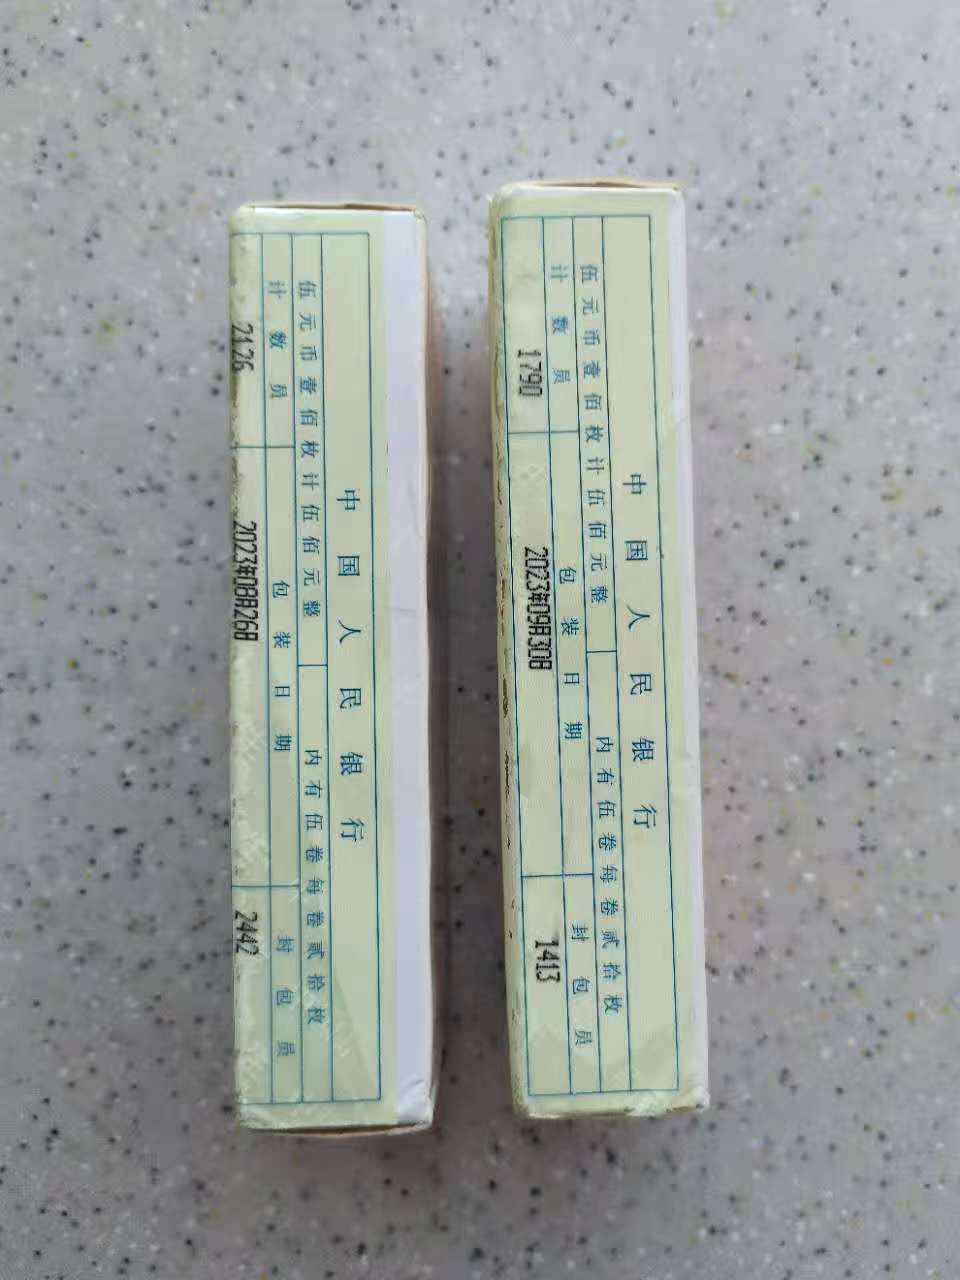 中国人民银行
伍元币壹佰枚计伍佰元整
内有伍卷每卷贰拾枚
计数员
包装日期
封包员
2126
2023年08月26日
2442
中国人民银行
伍元币壹佰枚计伍佰元整
内有伍卷每卷贰拾枚
计数员
包装日期
封包员
1790
2023年09月30日
1413